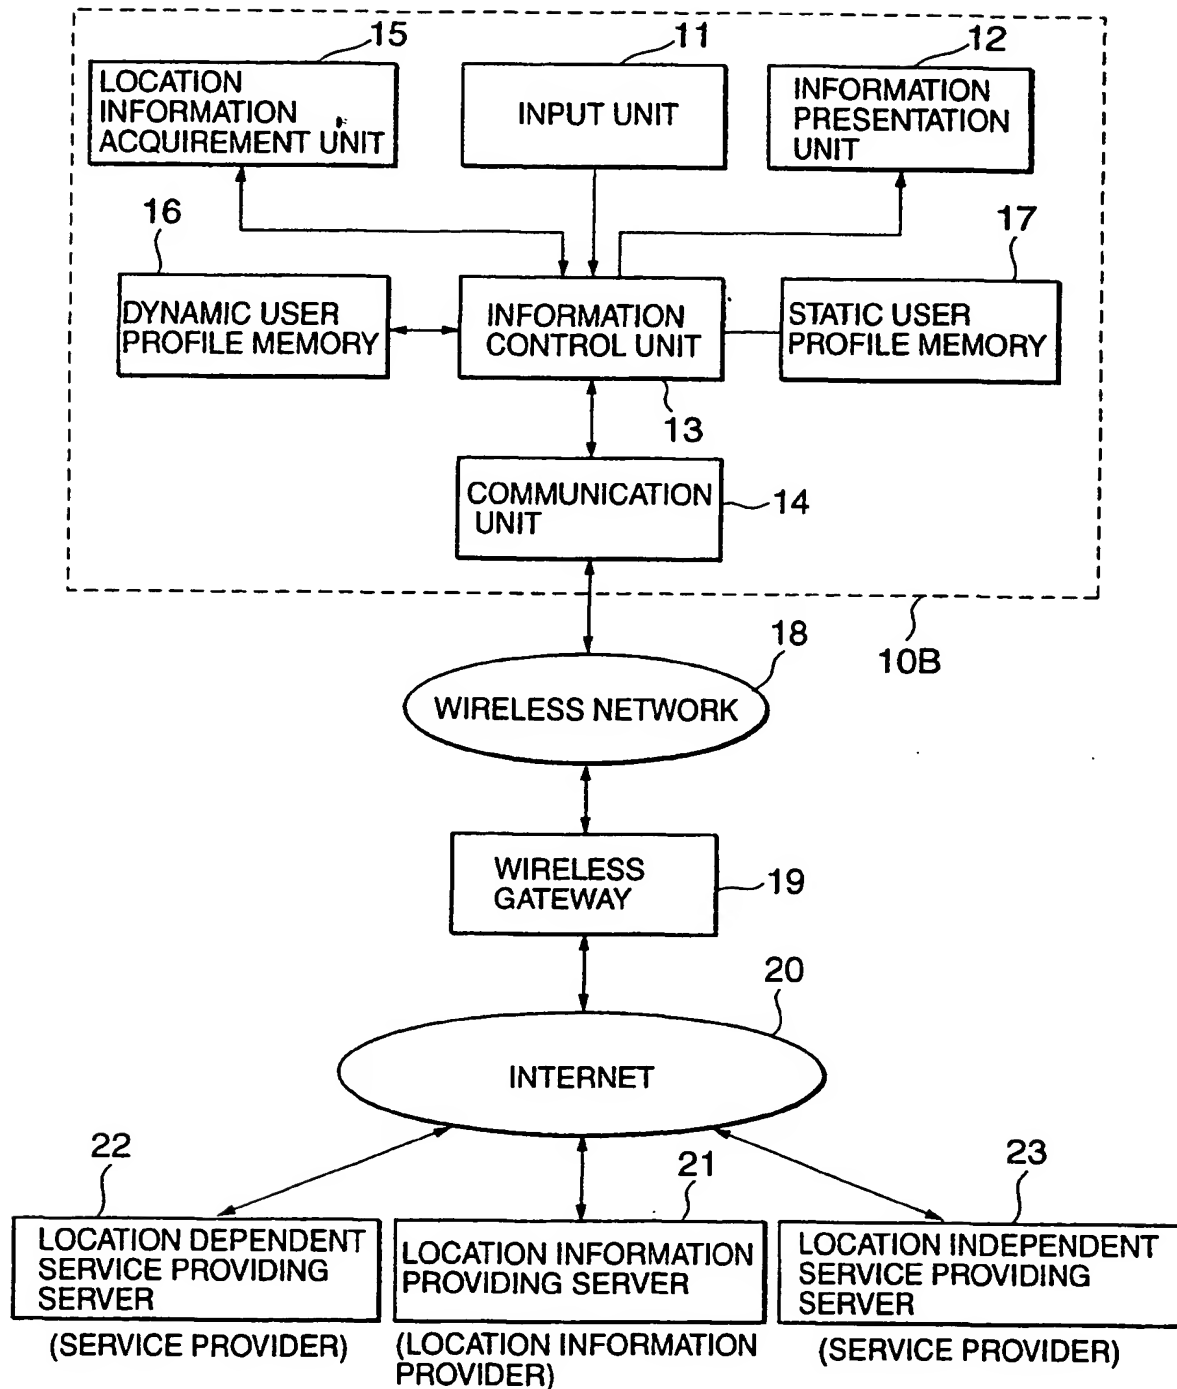 15
11
12
LOCATION
INFORMATION
ACQUIREMENT UNIT
INPUT UNIT
INFORMATION
PRESENTATION
UNIT
16
17
DYNAMIC USER
PROFILE MEMORY
INFORMATION
CONTROL UNIT
STATIC USER
PROFILE MEMORY
13
COMMUNICATION
UNIT
14
10B
18
WIRELESS NETWORK
WIRELESS
GATEWAY
19
20
INTERNET
22
21
23
LOCATION DEPENDENT
SERVICE PROVIDING
SERVER
(SERVICE PROVIDER)
LOCATION INFORMATION
PROVIDING SERVER
(LOCATION INFORMATION
PROVIDER)
LOCATION INDEPENDENT
SERVICE PROVIDING
SERVER
(SERVICE PROVIDER)